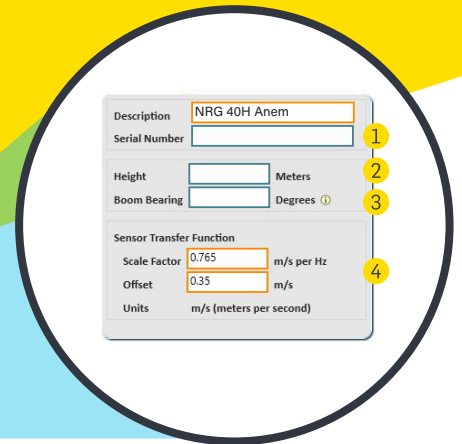 Description NRG 40H Anem
Serial Number 1
Height Meters 2
Boom Bearing Degrees i 3
Sensor Transfer Function
Scale Factor 0.765 m/s per Hz
4
Offset 0.35 m/s
Units m/s (meters per second)